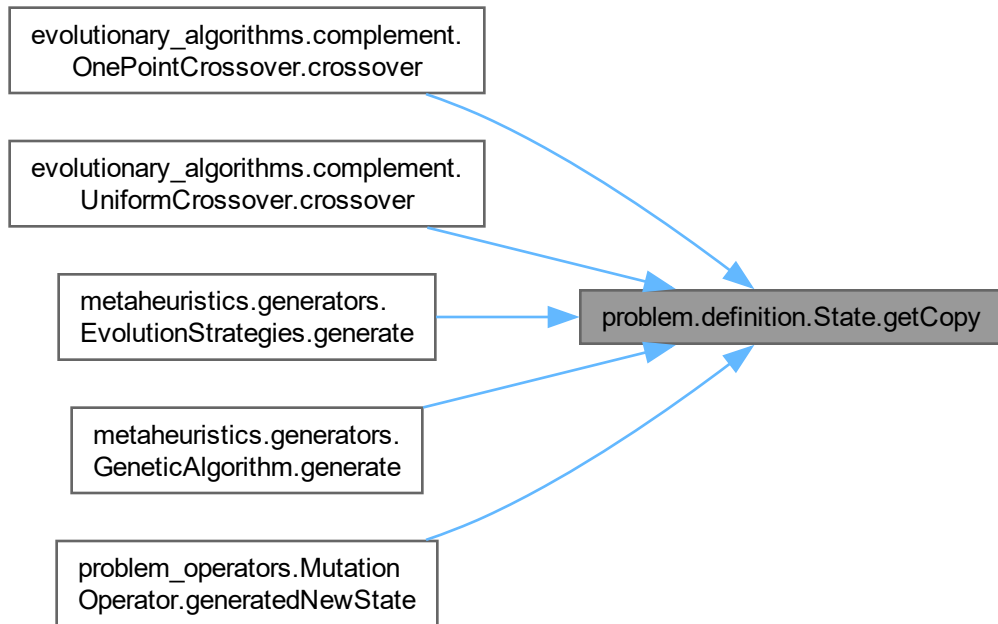 evolutionary_algorithms.complement.
OnePointCrossover.crossover
evolutionary_algorithms.complement.
UniformCrossover.crossover
metaheuristics.generators.
EvolutionStrategies.generate
problem.definition.State.getCopy
metaheuristics.generators.
GeneticAlgorithm.generate
problem_operators.Mutation
Operator.generatedNewState